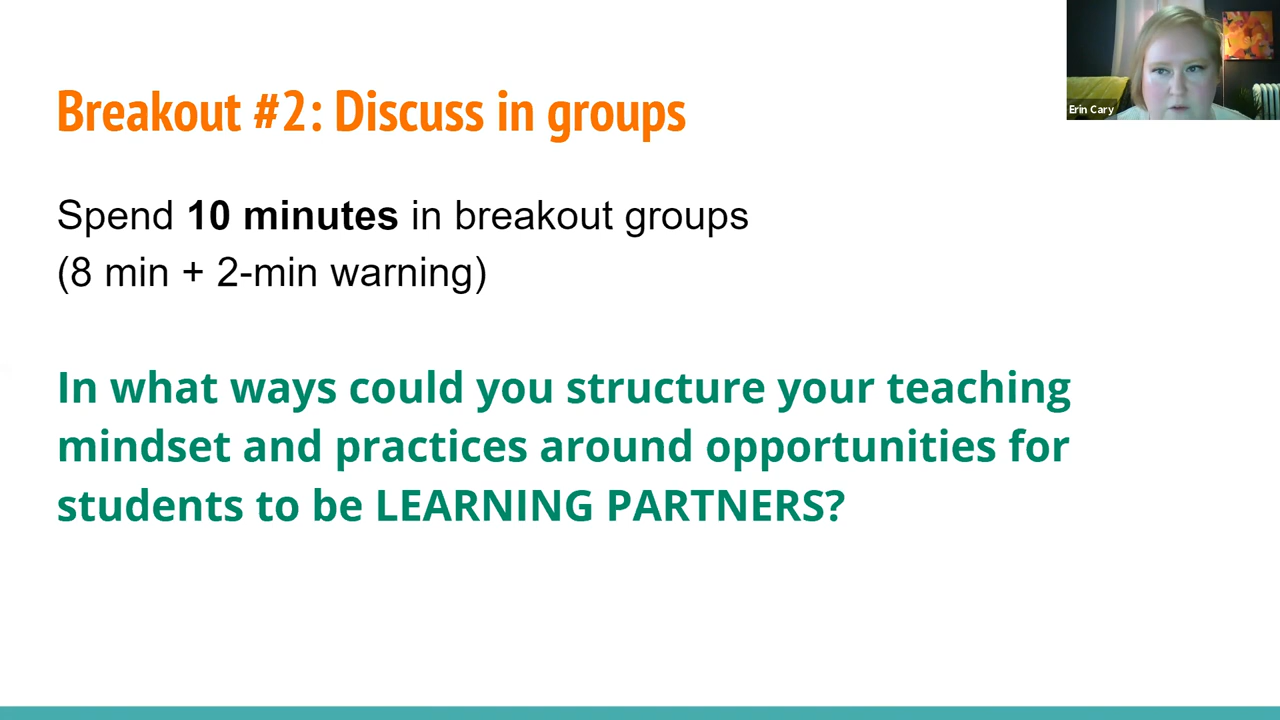 Breakout #2: Discuss in groups
Erin Cary
Spend 10 minutes in breakout groups
(8 min + 2-min warning)
In what ways could you structure your teaching
mindset and practices around opportunities for
students to be LEARNING PARTNERS?